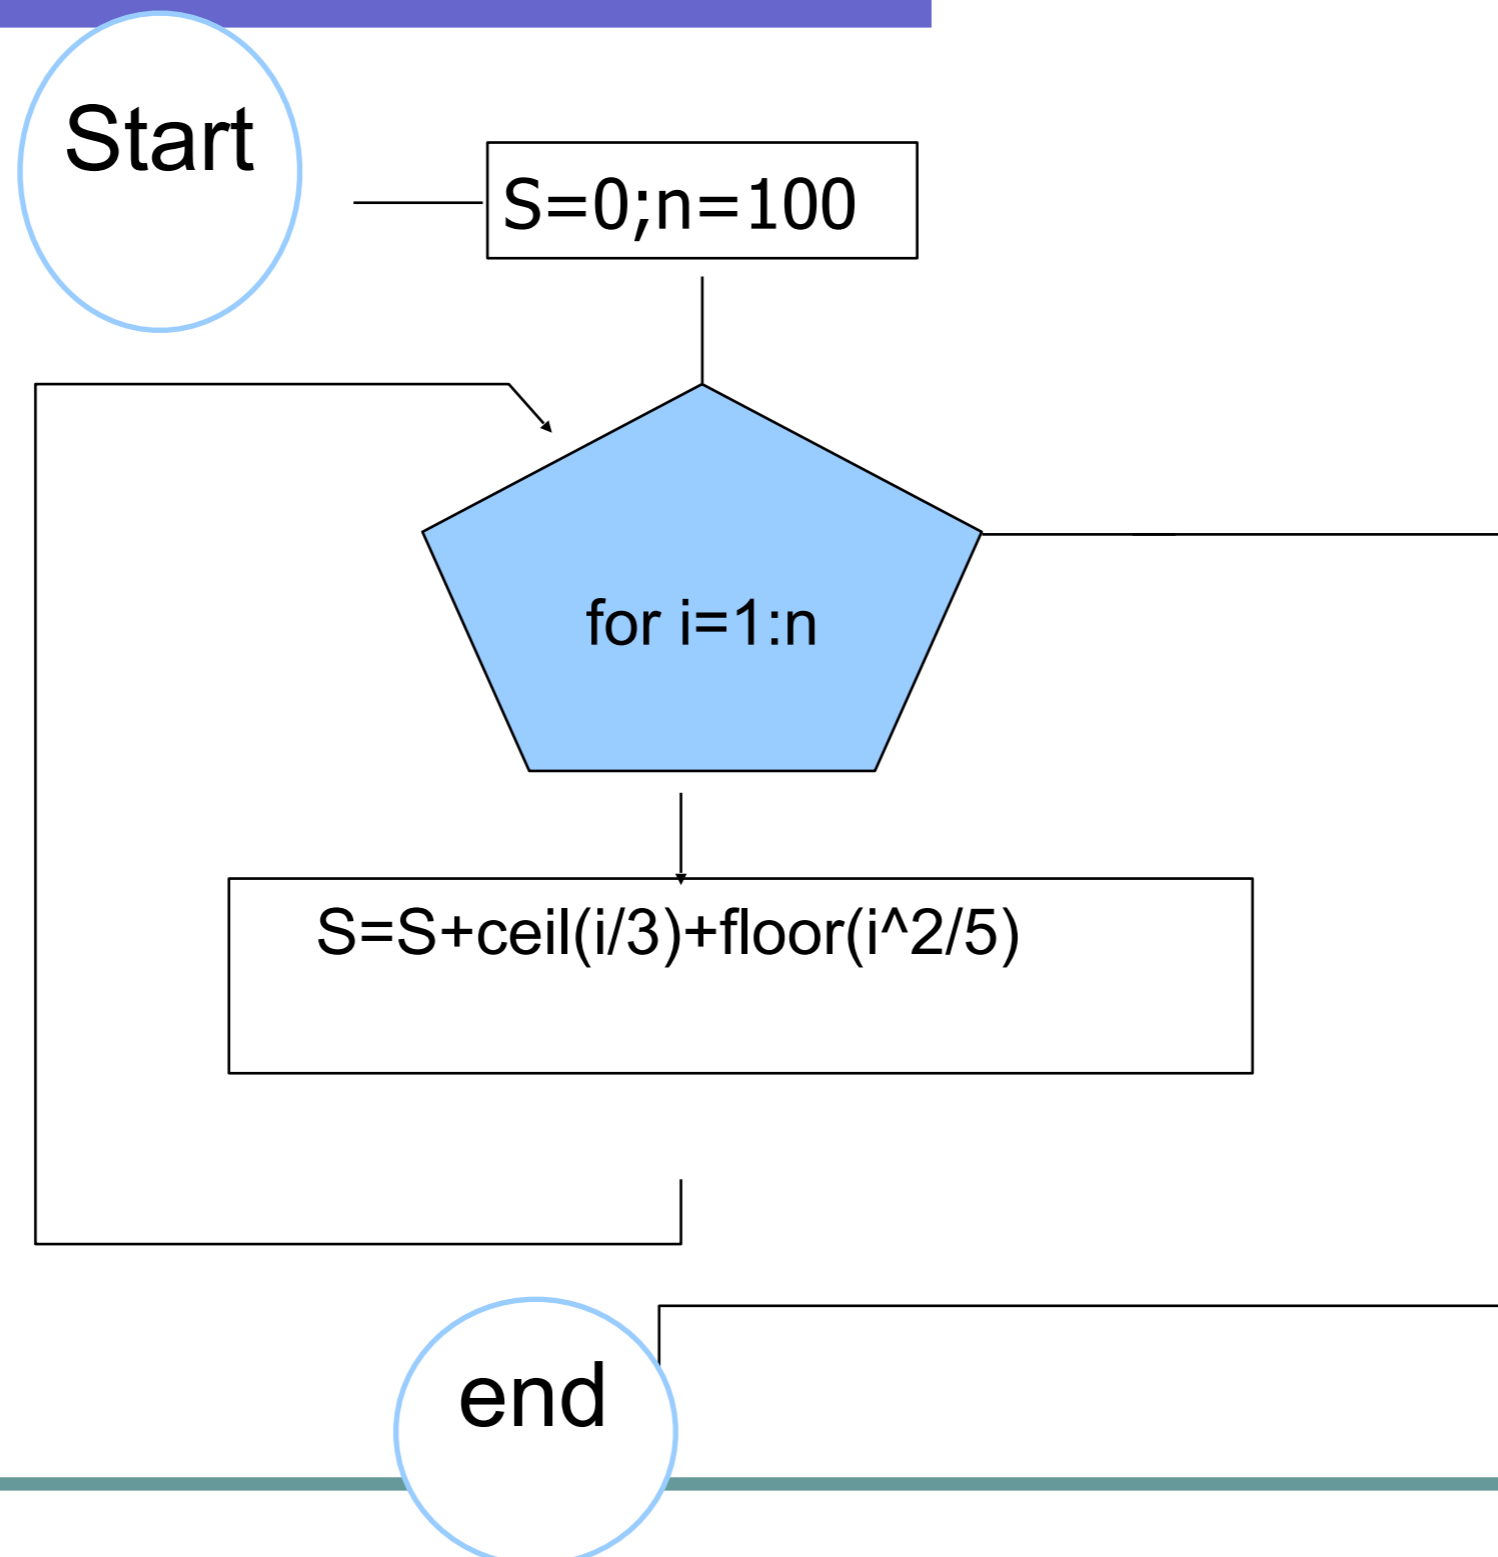 Start
S=0;n=100
for i=1:n
S=S+ceil(i/3)+floor(i^2/5)
end